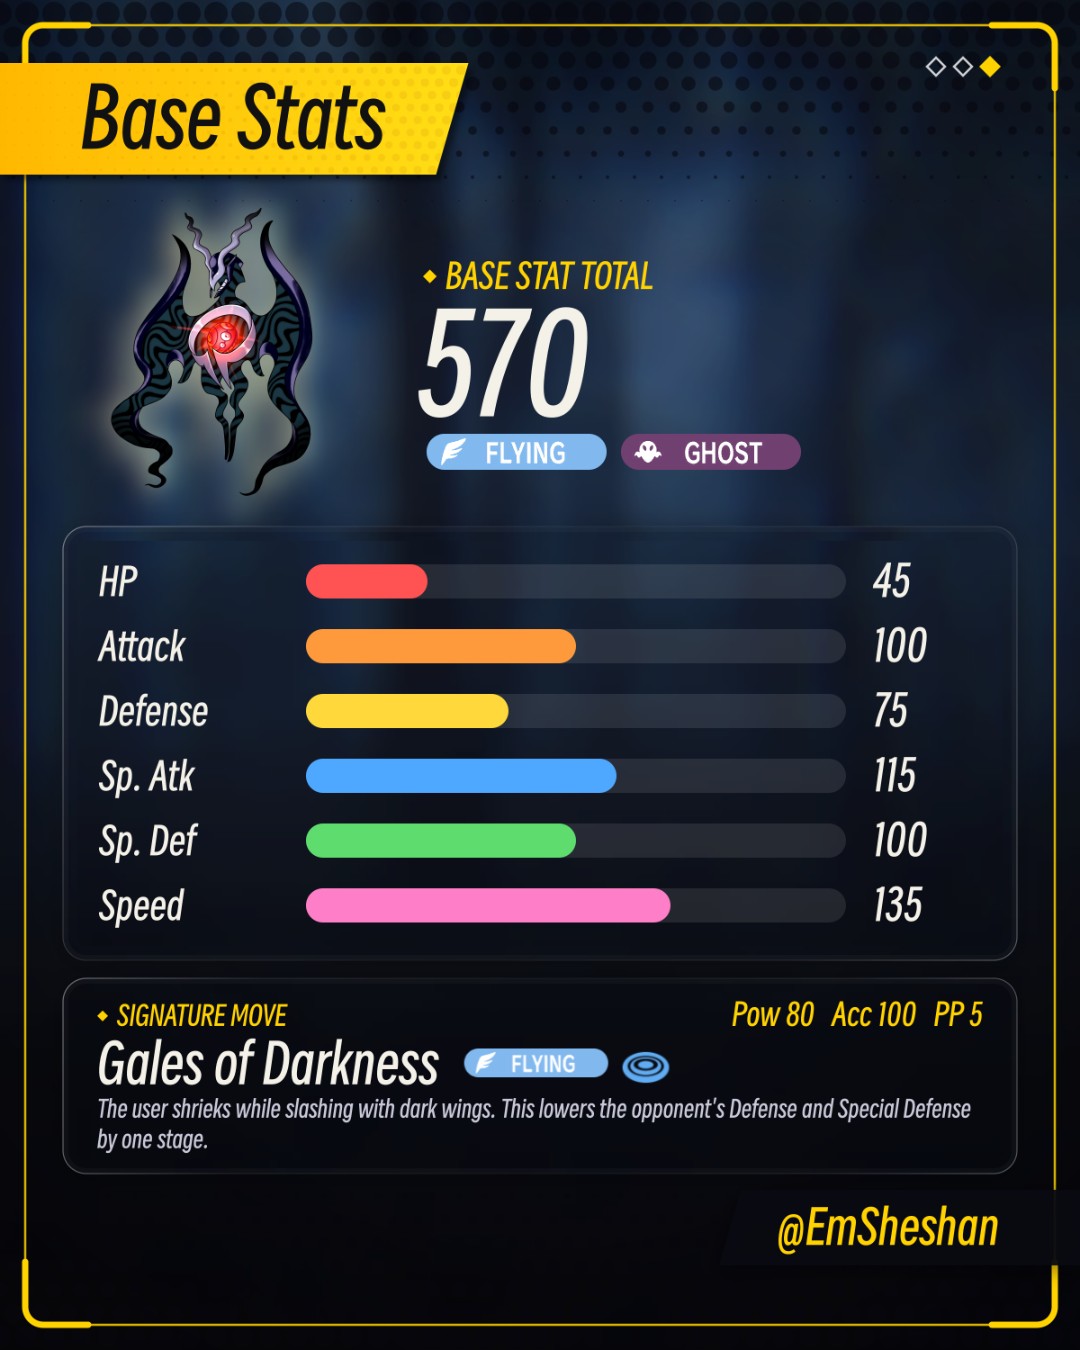 Base Stats
BASE STAT TOTAL
570
FLYING GHOST
HP 45
Attack 100
Defense 75
Sp. Atk 115
Sp. Def 100
Speed 135
SIGNATURE MOVE Pow 80 Acc 100 PP 5
Gales of Darkness FLYING
The user shrieks while slashing with dark wings. This lowers the opponent's Defense and Special Defense
by one stage.
@EmSheshan